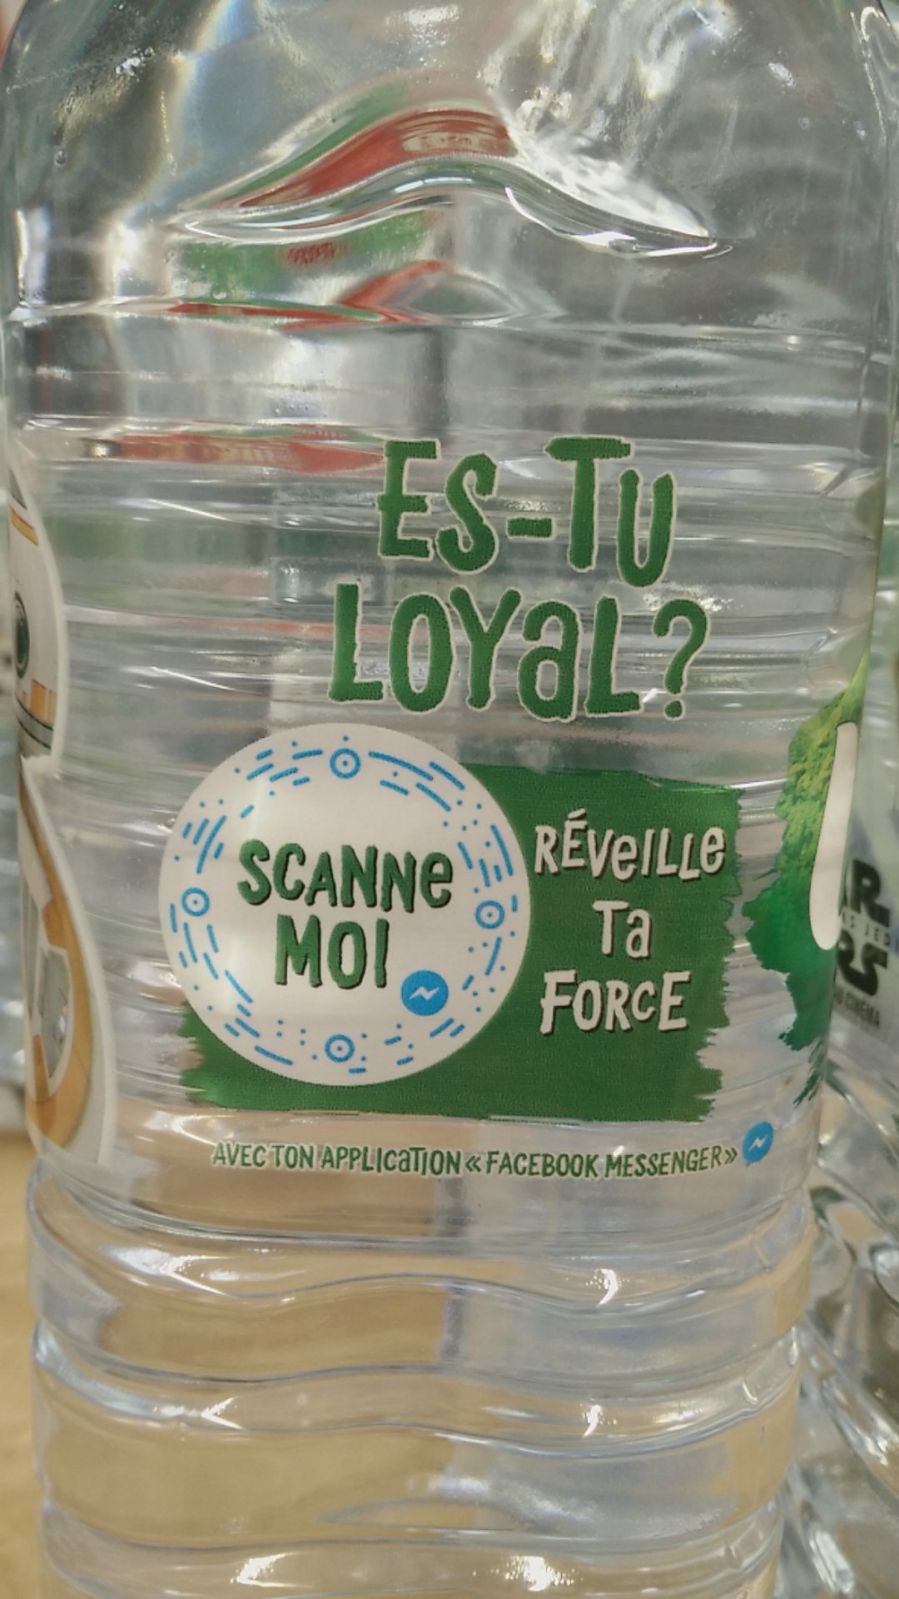 ES-TU
LOYAL?
SCANNE
MOI
RÉVEILLE
TA
FORCE
AVEC TON APPLICATION «FACEBOOK MESSENGER»